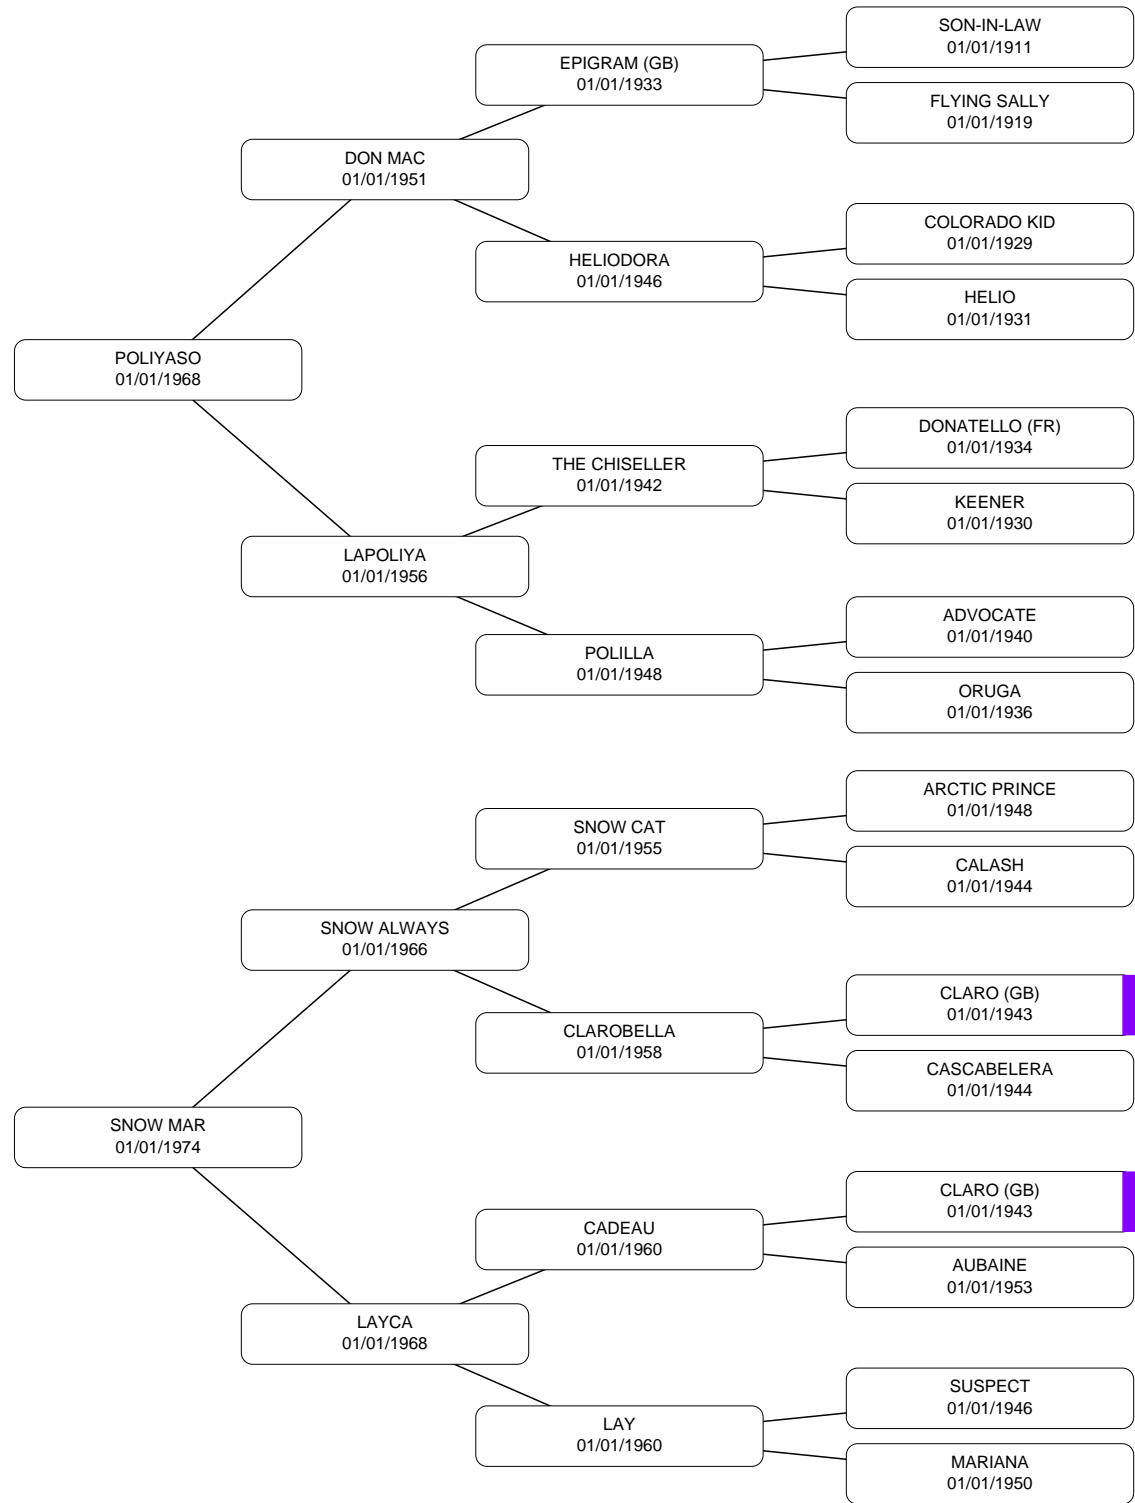 SON-IN-LAW
01/01/1911
EPIGRAM (GB)
01/01/1933
FLYING SALLY
01/01/1919
DON MAC
01/01/1951
COLORADO KID
01/01/1929
HELIODORA
01/01/1946
HELIO
01/01/1931
POLIYASO
01/01/1968
DONATELLO (FR)
01/01/1934
THE CHISELLER
01/01/1942
KEENER
01/01/1930
LAPOLIYA
01/01/1956
ADVOCATE
01/01/1940
POLILLA
01/01/1948
ORUGA
01/01/1936
ARCTIC PRINCE
01/01/1948
SNOW CAT
01/01/1955
CALASH
01/01/1944
SNOW ALWAYS
01/01/1966
CLARO (GB)
01/01/1943
CLAROBELLA
01/01/1958
CASCABELERA
01/01/1944
SNOW MAR
01/01/1974
CLARO (GB)
01/01/1943
CADEAU
01/01/1960
AUBAINE
01/01/1953
LAYCA
01/01/1968
SUSPECT
01/01/1946
LAY
01/01/1960
MARIANA
01/01/1950